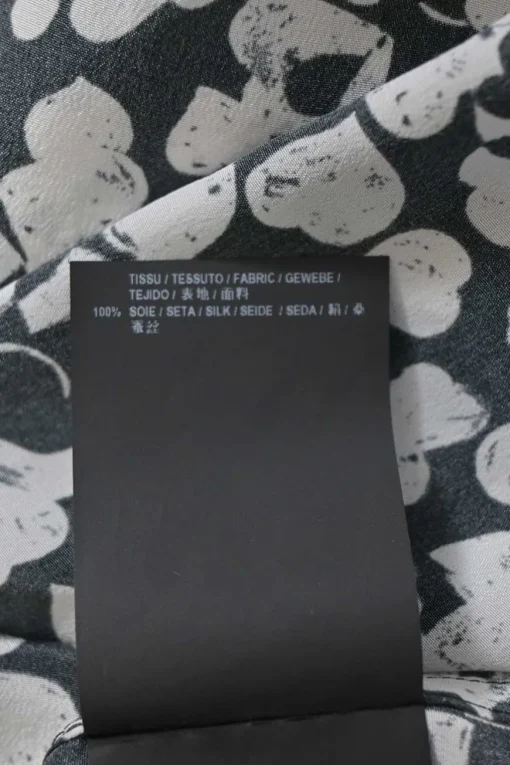 TISSU / TESSUTO / FABRIC / GEWEBE /
TEJIDO / 表地 / 面料
100% SOIE / SETA / SILK / SEIDE / SEDA / 絹 / 桑
蚕丝